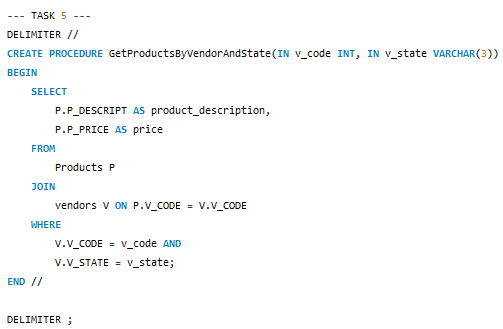 --- TASK 5 ---
DELIMITER //
CREATE PROCEDURE GetProductsByVendorAndState(IN v_code INT, IN v_state VARCHAR(3))
BEGIN
    SELECT
        P.P_DESCRIPT AS product_description,
        P.P_PRICE AS price
    FROM
        Products P
    JOIN
        vendors V ON P.V_CODE = V.V_CODE
    WHERE
        V.V_CODE = v_code AND
        V.V_STATE = v_state;
END //

DELIMITER ;